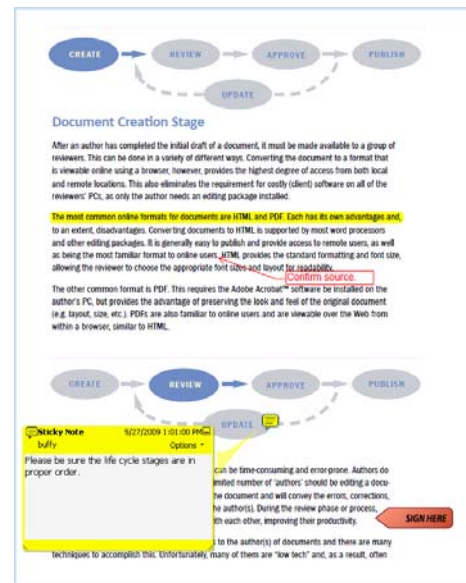 CREATE
REVIEW
APPROVE
PUBLISH
UPDATE
Document Creation Stage
After an author has completed the initial draft of a document, it must be made available to a group of
reviewers. This can be done in a variety of different ways. Converting the document to a format that
is viewable online using a browser, however, provides the highest degree of access from both local
and remote locations. This also eliminates the requirement for costly (client) software on all of the
reviewers' PCs, as only the author needs an editing package installed.
The most common online formats for documents are HTML and PDF. Each has its own advantages and,
to an extent, disadvantages. Converting documents to HTML is supported by most word processors
and other editing packages. It is generally easy to publish and provide access to remote users, as well
as being the most familiar format to online users. HTML provides the standard formatting and font size,
allowing the reviewer to choose the appropriate font sizes and layout for readability.
Confirm source.
The other common format is PDF. This requires the Adobe Acrobat™ software be installed on the
author's PC, but provides the advantage of preserving the look and feel of the original document
(e.g. layout, size, etc.). PDFs are also familiar to online users and are viewable over the Web from
within a browser, similar to HTML.
CREATE
REVIEW
APPROVE
PUBLISH
UPDATE
Sticky Note 5/27/2009 1:01:00 PM
buffy Options
Please be sure the life cycle stages are in
proper order.
can be time-consuming and error-prone. Authors do
imited number of 'authors' should be editing a docu-
the document and will convey the errors, corrections,
he author(s). During the review phase or process,
ith each other, improving their productivity.
SIGN HERE
s to the author(s) of documents and there are many
techniques to accomplish this. Unfortunately, many of them are "low tech" and, as a result, often